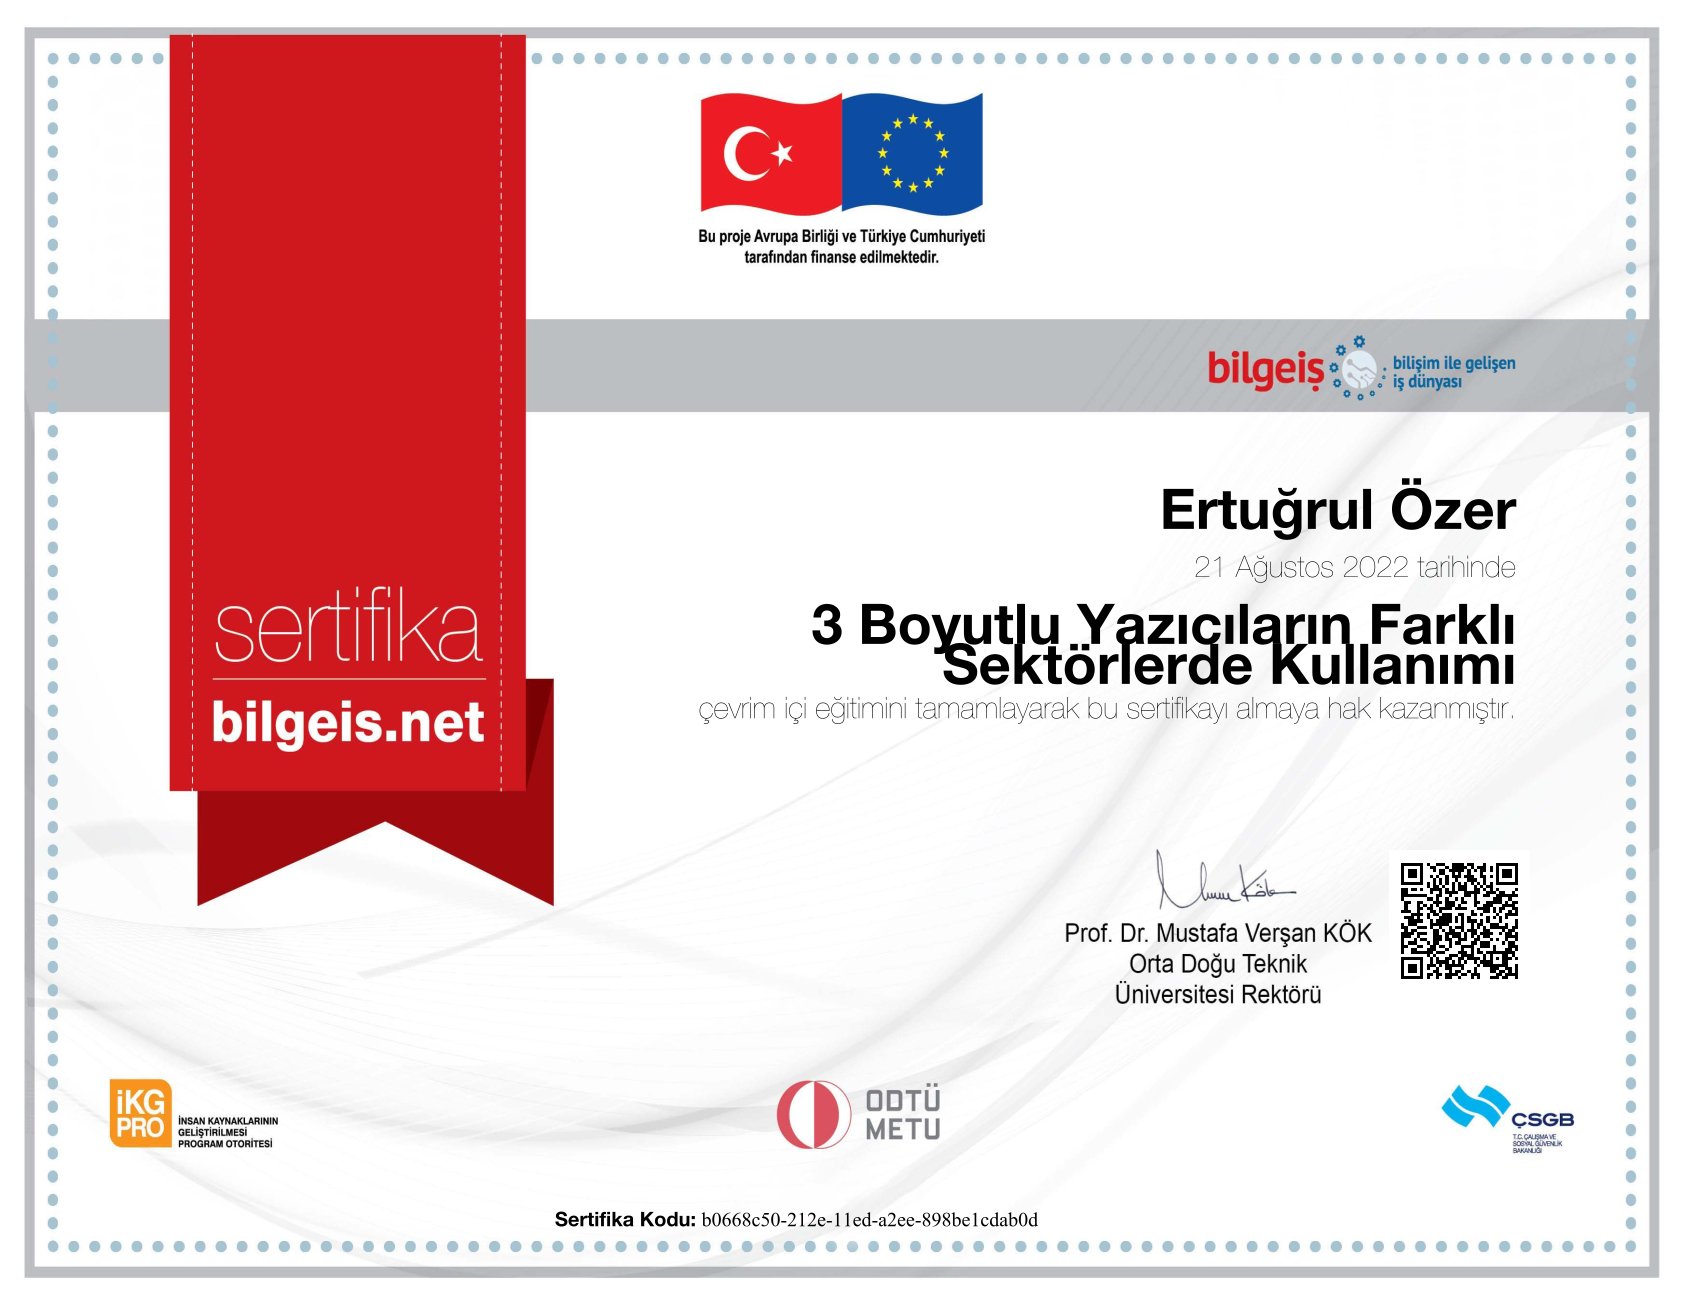 Bu proje Avrupa Birliği ve Türkiye Cumhuriyeti
tarafından finanse edilmektedir.
bilgeiş
bilişim ile gelişen
iş dünyası
Ertuğrul Özer
21 Ağustos 2022 tarihinde
3 Boyutlu Yazıcıların Farklı
Sektörlerde Kullanımı
çevrim içi eğitimini tamamlayarak bu sertifikayı almaya hak kazanmıştır.
sertifika
bilgeis.net
Prof. Dr. Mustafa Verşan KÖK
Orta Doğu Teknik
Üniversitesi Rektörü
iKG
PRO
İNSAN KAYNAKLARININ
GELİŞTİRİLMESİ
PROGRAM OTORİTESİ
ODTÜ
METU
ÇSGB
T.C. ÇALIŞMA VE
SOSYAL GÜVENLİK
BAKANLIĞI
Sertifika Kodu: b0668c50-212e-11ed-a2ee-898be1cdab0d